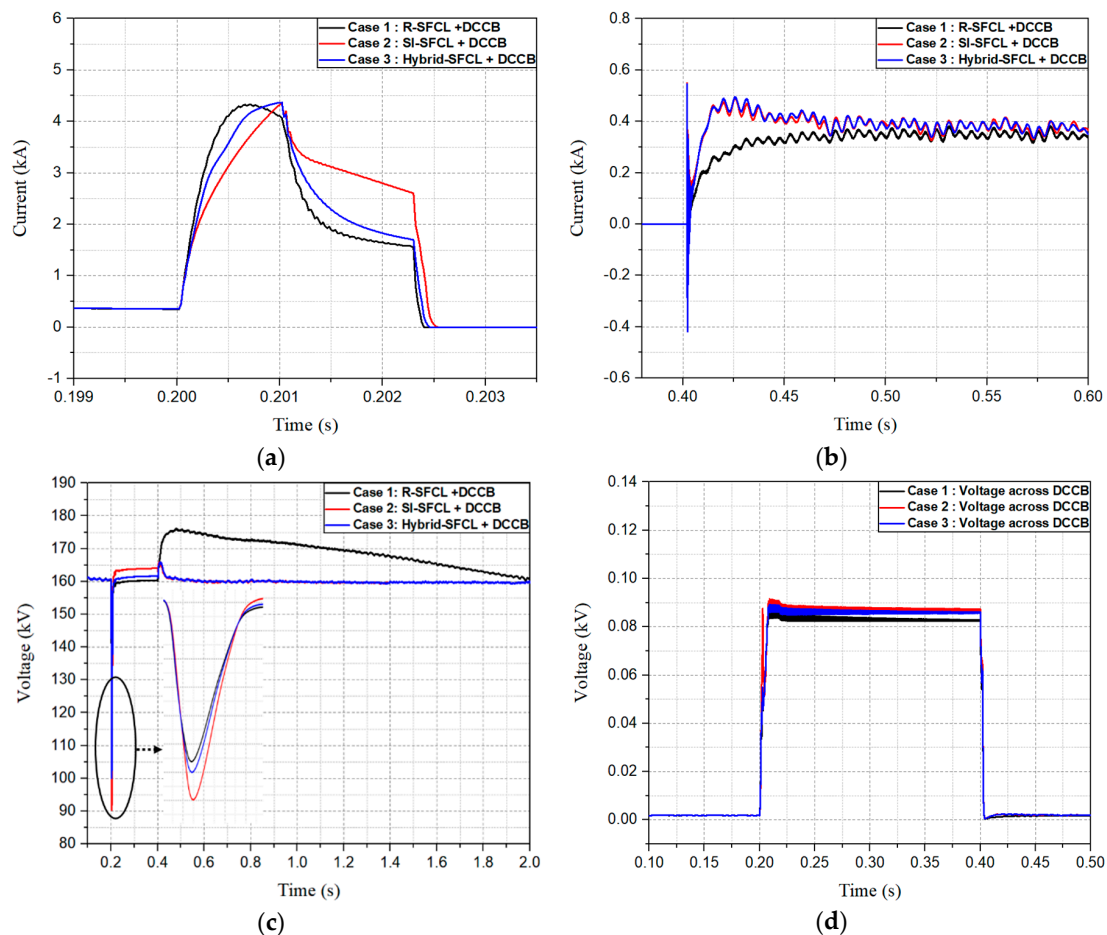 Case 1 : R-SFCL +DCCB
Case 2 : SI-SFCL + DCCB
Case 3 : Hybrid-SFCL + DCCB
Current (kA)
6
5
4
3
2
1
0
-1
0.199
0.200
0.201
0.202
0.203
Time (s)
(a)
Case 1 : R-SFCL +DCCB
Case 2 : SI-SFCL + DCCB
Case 3 : Hybrid-SFCL + DCCB
Current (kA)
0.8
0.6
0.4
0.2
0.0
-0.2
-0.4
-0.6
0.40
0.45
0.50
0.55
0.60
Time (s)
(b)
Case 1: R-SFCL +DCCB
Case 2: SI-SFCL + DCCB
Case 3: Hybrid-SFCL + DCCB
Voltage (kV)
190
180
170
160
150
140
130
120
110
100
90
80
0.2
0.4
0.6
0.8
1.0
1.2
1.4
1.6
1.8
2.0
Time (s)
(c)
Case 1 : Voltage across DCCB
Case 2 : Voltage across DCCB
Case 3 : Voltage across DCCB
Voltage (kV)
0.14
0.12
0.10
0.08
0.06
0.04
0.02
0.00
0.10
0.15
0.20
0.25
0.30
0.35
0.40
0.45
0.50
Time (s)
(d)